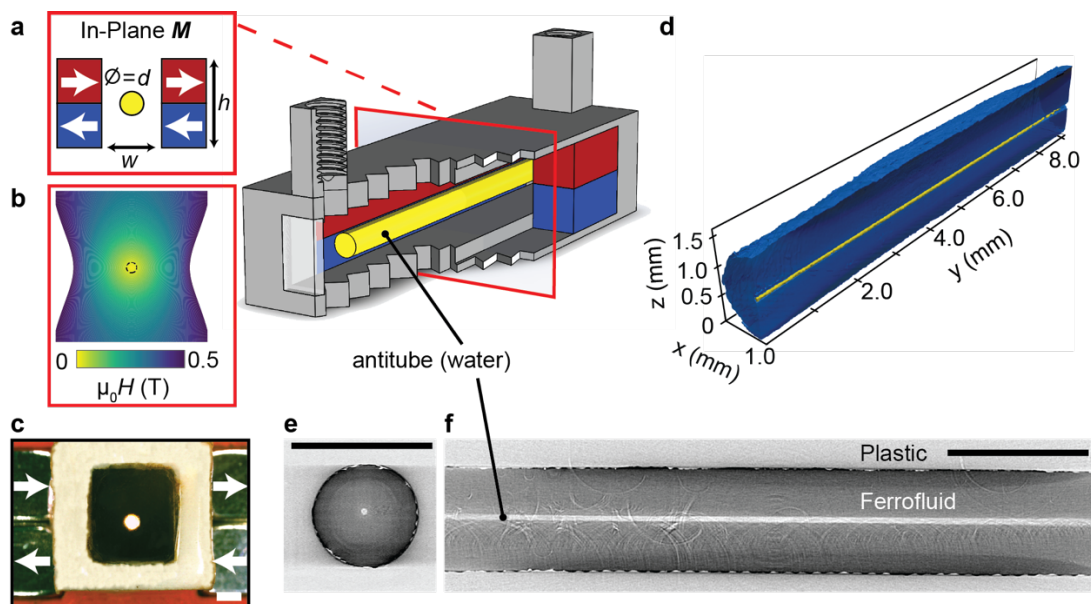 a
In-Plane M
Ø=d
h
w
b
0
0.5
μ₀H (T)
antitube (water)
c
d
1.5
1.0
0.5
0
z (mm)
x (mm)
1.0
2.0
4.0
6.0
8.0
y (mm)
e
f
Plastic
Ferrofluid